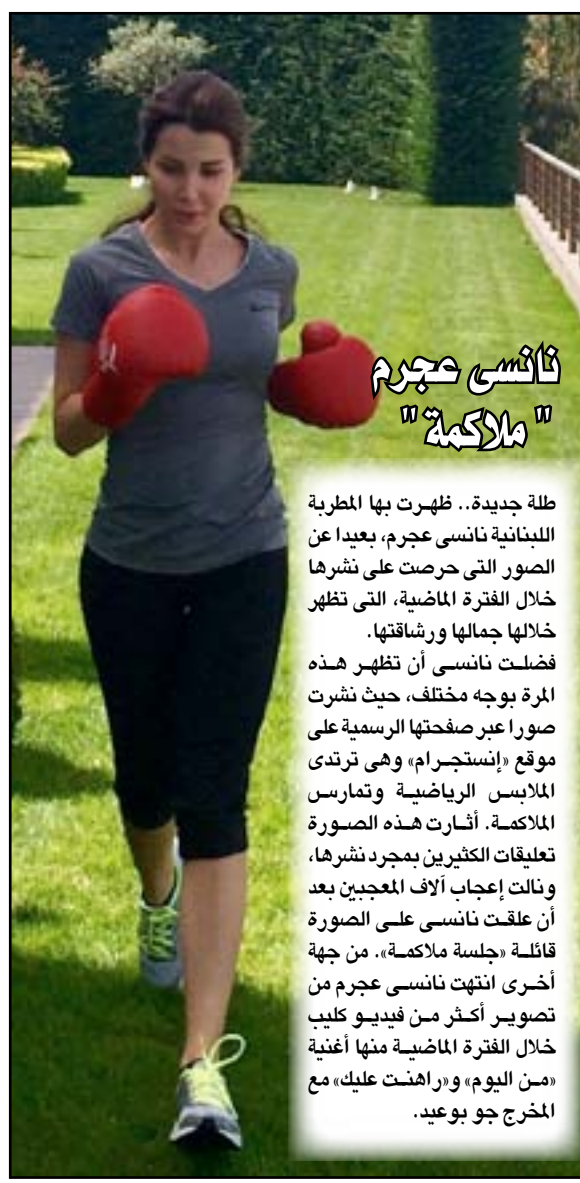 نانسى عجرم
" ملاكمة "
طلة جديدة.. ظهرت بها المطربة
اللبنانية نانسى عجرم، بعيدا عن
الصور التى حرصت على نشرها
خلال الفترة الماضية، التى تظهر
خلالها جمالها ورشاقتها.
فضلت نانسى أن تظهر هذه
المرة بوجه مختلف، حيث نشرت
صورا عبر صفحتها الرسمية على
موقع «إنستجرام» وهى ترتدى
الملابس الرياضية وتمارس
الملاكمة. أثارت هذه الصورة
تعليقات الكثيرين بمجرد نشرها،
ونالت إعجاب آلاف المعجبين بعد
أن علقت نانسى على الصورة
قائلة «جلسة ملاكمة». من جهة
أخرى انتهت نانسى عجرم من
تصوير أكثر من فيديو كليب
خلال الفترة الماضية منها أغنية
«من اليوم» و«راهنت عليك» مع
المخرج جو بوعيد.